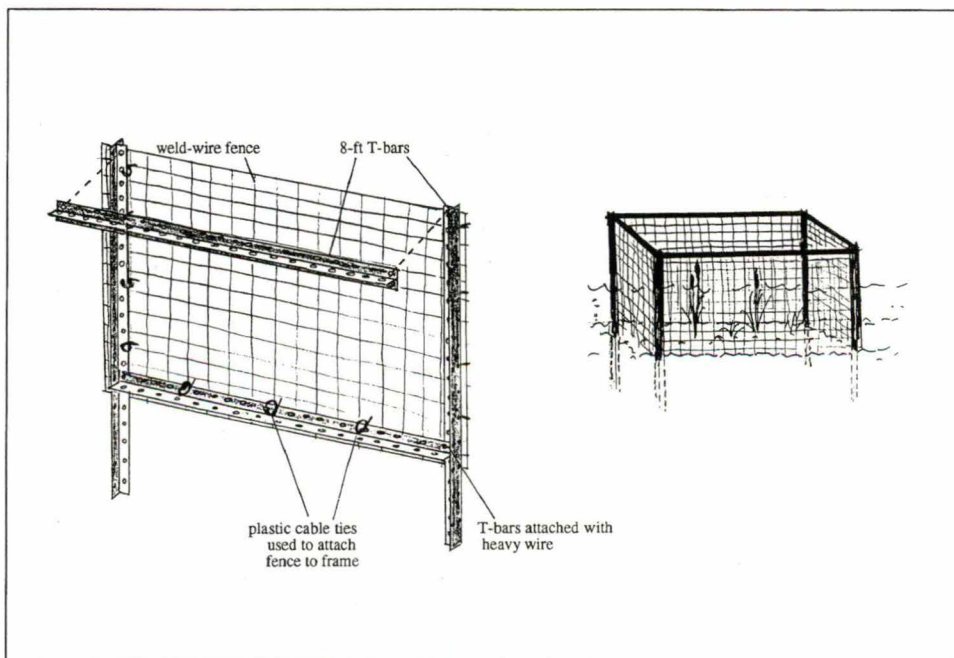 weld-wire fence
8-ft T-bars
plastic cable ties
used to attach
fence to frame
T-bars attached with
heavy wire